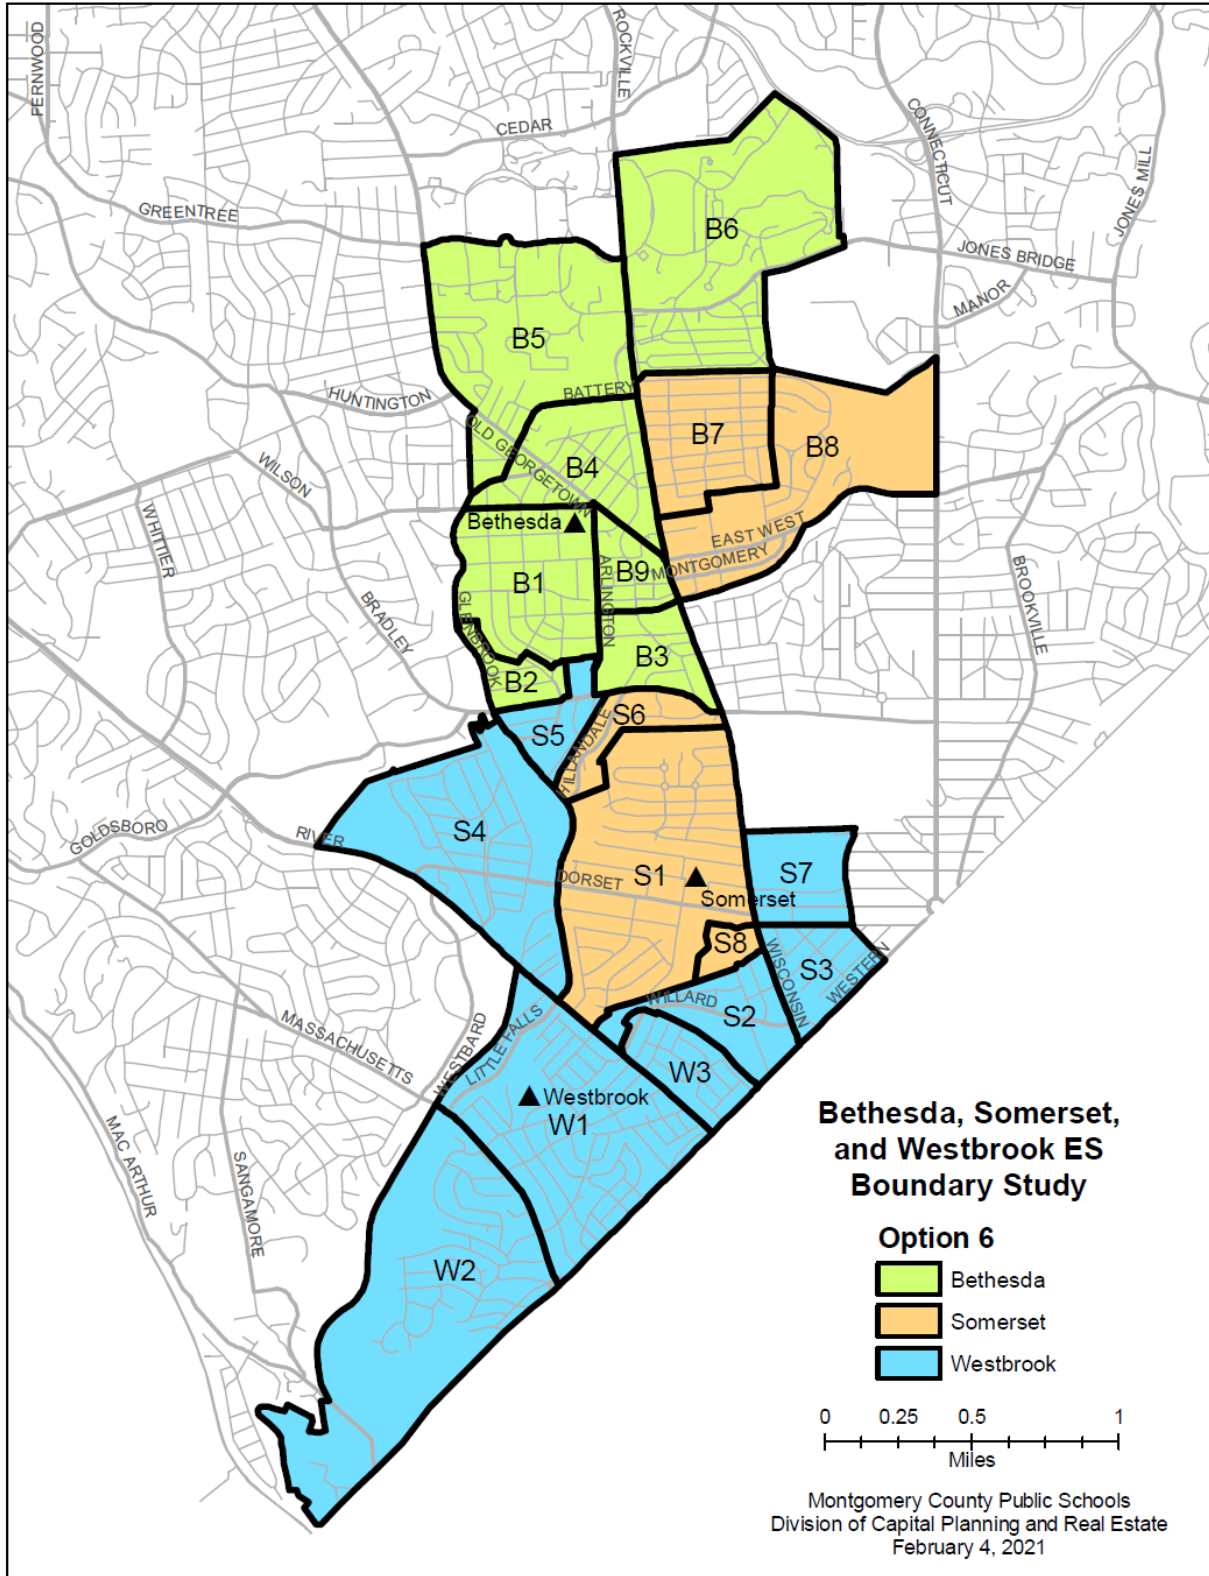 FERNWOOD
ROCKVILLE
CEDAR
CONNECTICUT
JONES MILL
GREENTREE
B6
JONES BRIDGE
MANOR
B5
BATTERY
HUNTINGTON
OLD GEORGETOWN
B7
B8
B4
WILSON
WHITTIER
Bethesda
EAST WEST
MONTGOMERY
ARLINGTON
B9
B1
BROOKVILLE
BRADLEY
GLENBROOK
B3
B2
S6
S5
HILLANDALE
GOLDSBORO
RIVER
S4
DORSET
S1
Somerset
S7
S8
WISCONSIN
S3
WESTERN
WILLARD
S2
MASSACHUSETTS
WESTBARD
LITTLE FALLS
W3
Westbrook
W1
MAC ARTHUR
SANGAMORE
W2
Bethesda, Somerset,
and Westbrook ES
Boundary Study
Option 6
Bethesda
Somerset
Westbrook
0 0.25 0.5 1
Miles
Montgomery County Public Schools
Division of Capital Planning and Real Estate
February 4, 2021